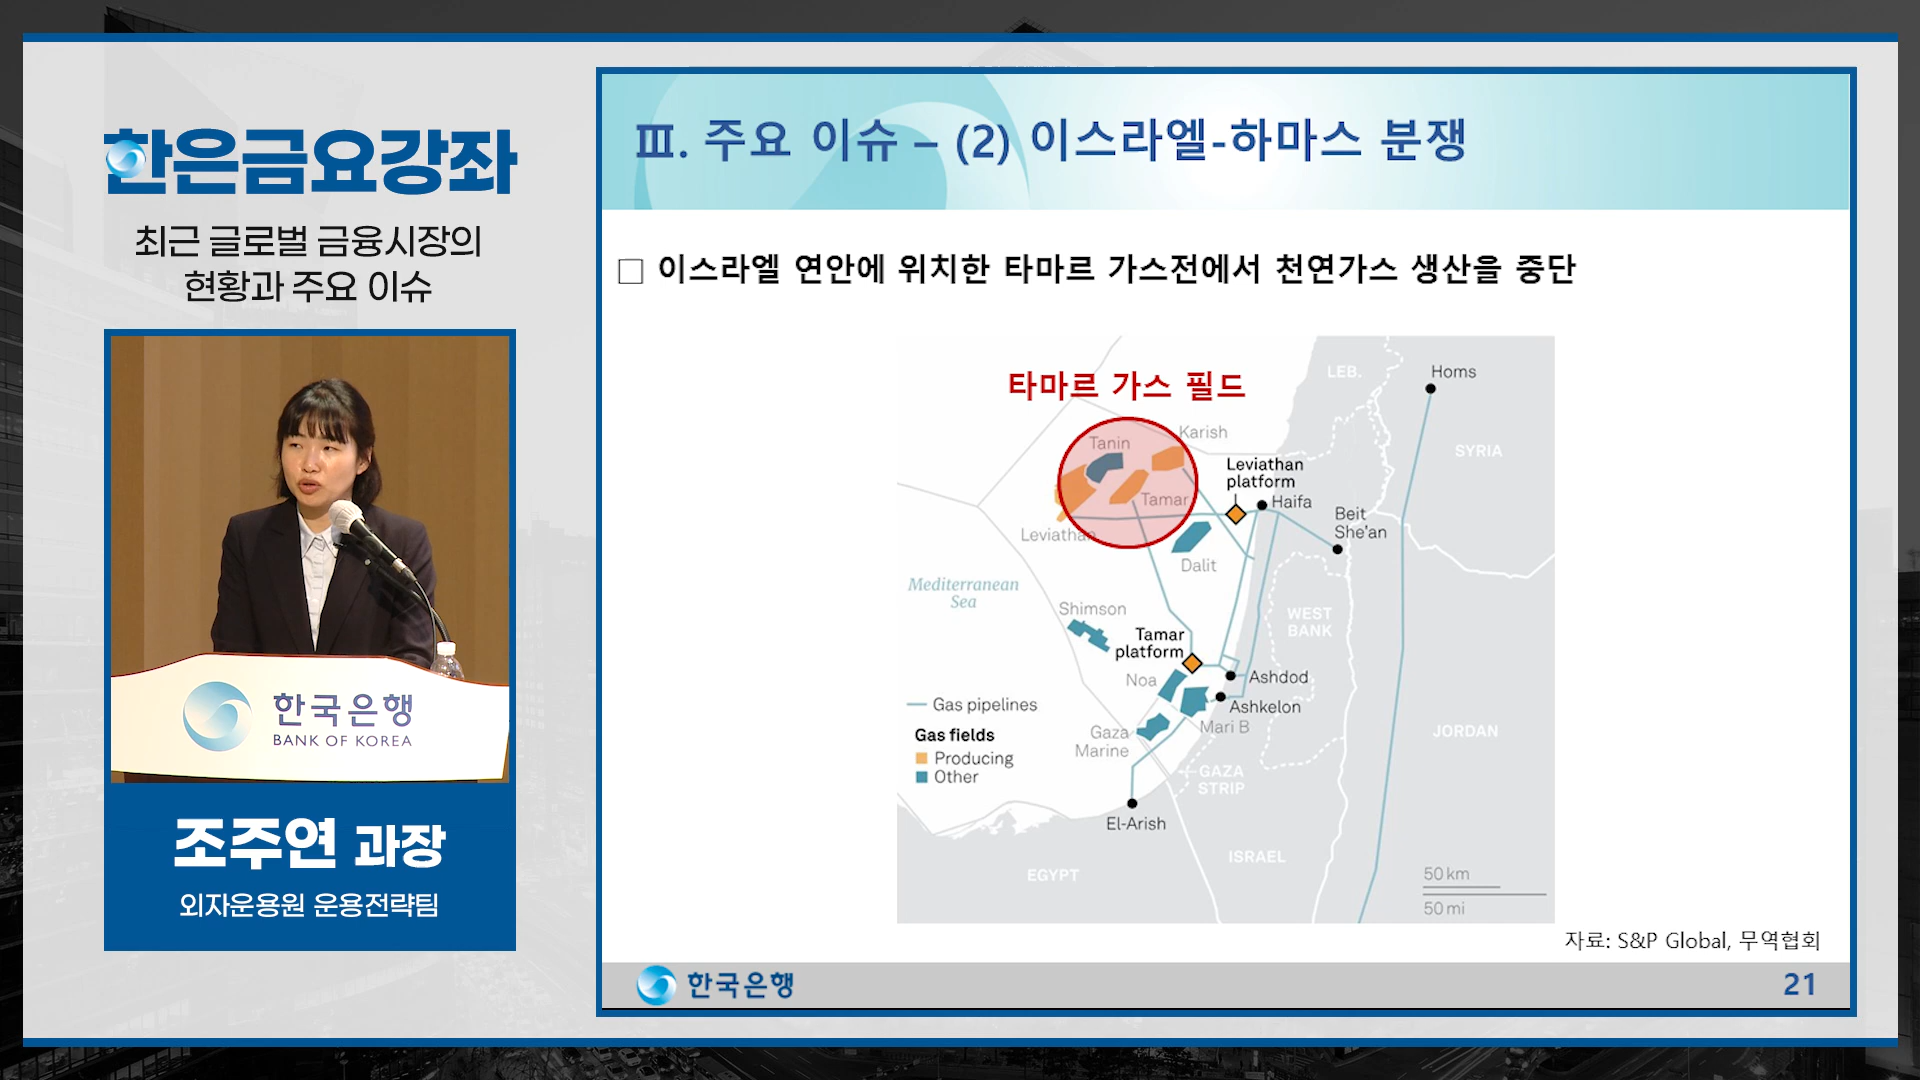 한은금요강좌
최근 글로벌 금융시장의
현황과 주요 이슈
한국은행
BANK OF KOREA
조주연 과장
외자운용원 운용전략팀
Ⅲ. 주요 이슈 – (2) 이스라엘-하마스 분쟁
□ 이스라엘 연안에 위치한 타마르 가스전에서 천연가스 생산을 중단
타마르 가스 필드
LEB.
Homs
SYRIA
Karish
Tanin
Tamar
Leviathan
Leviathan
platform
Haifa
Beit
She'an
Dalit
Mediterranean
Sea
Shimson
WEST
BANK
Tamar
platform
Noa
Ashdod
Ashkelon
Mari B
Gaza
Marine
GAZA
STRIP
JORDAN
Gas pipelines
Gas fields
Producing
Other
El-Arish
EGYPT
ISRAEL
50 km
50 mi
자료: S&P Global, 무역협회
한국은행
21